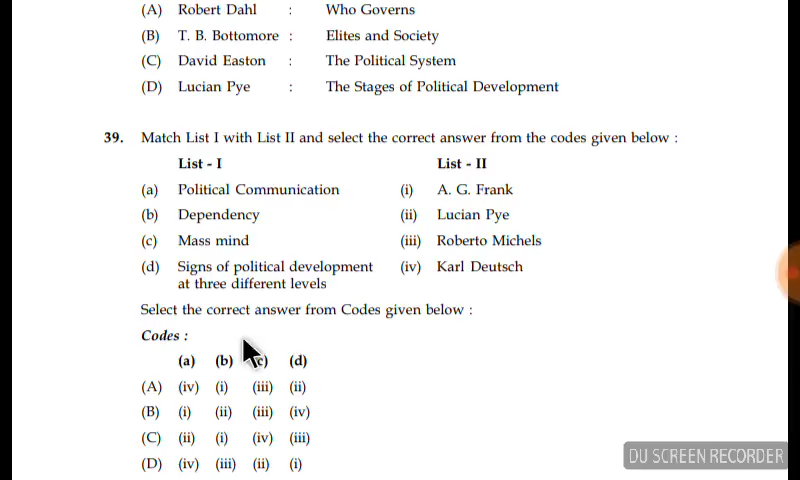 (A) Robert Dahl : Who Governs
(B) T. B. Bottomore : Elites and Society
(C) David Easton : The Political System
(D) Lucian Pye : The Stages of Political Development
39. Match List I with List II and select the correct answer from the codes given below :
List - I List - II
(a) Political Communication (i) A. G. Frank
(b) Dependency (ii) Lucian Pye
(c) Mass mind (iii) Roberto Michels
(d) Signs of political development (iv) Karl Deutsch
at three different levels
Select the correct answer from Codes given below :
Codes :
(a) (b) (c) (d)
(A) (iv) (i) (iii) (ii)
(B) (i) (ii) (iii) (iv)
(C) (ii) (i) (iv) (iii)
(D) (iv) (iii) (ii) (i)
DU SCREEN RECORDER